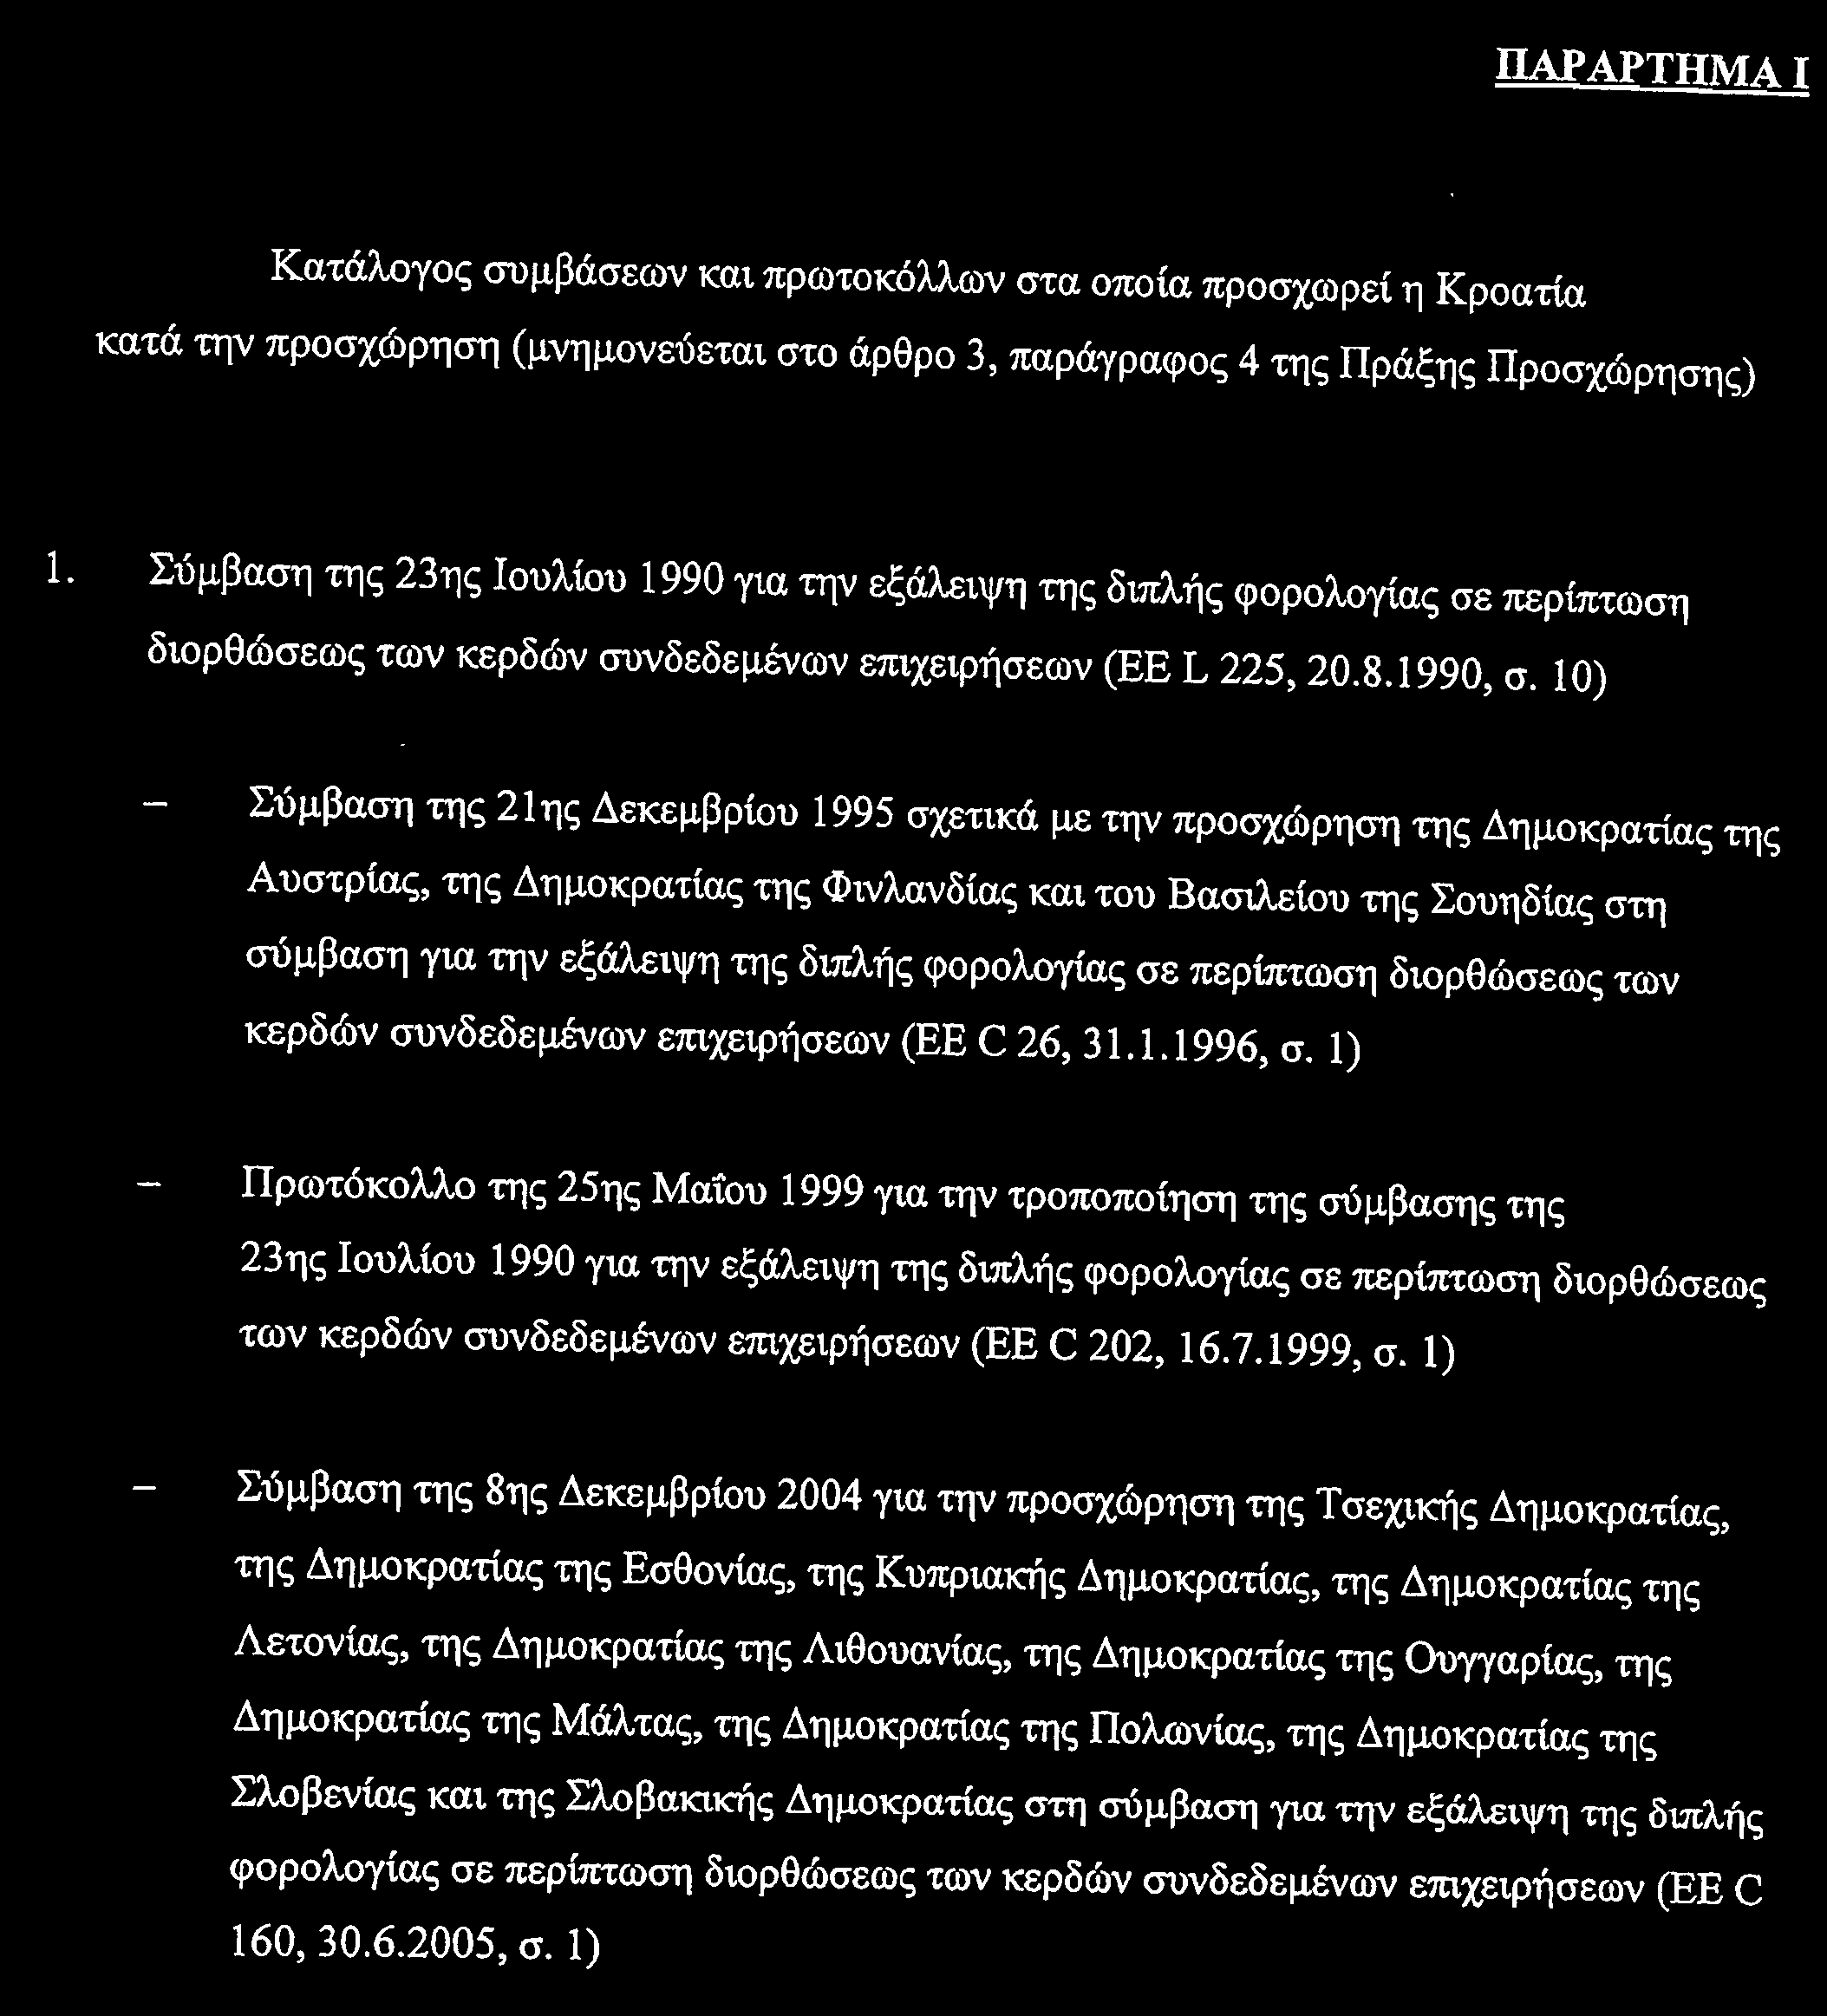 ΠΑΡΑΡΤΗΜΑ Ι
Κατάλογος συμβάσεων και πρωτοκόλλων στα οποία προσχωρεί η Κροατία
κατά την προσχώρηση (μνημονεύεται στο άρθρο 3, παράγραφος 4 της Πράξης Προσχώρησης)
1. Σύμβαση της 23ης Ιουλίου 1990 για την εξάλειψη της διπλής φορολογίας σε περίπτωση
διορθώσεως των κερδών συνδεδεμένων επιχειρήσεων (ΕΕ L 225, 20.8.1990, σ. 10)
– Σύμβαση της 21ης Δεκεμβρίου 1995 σχετικά με την προσχώρηση της Δημοκρατίας της
Αυστρίας, της Δημοκρατίας της Φινλανδίας και του Βασιλείου της Σουηδίας στη
σύμβαση για την εξάλειψη της διπλής φορολογίας σε περίπτωση διορθώσεως των
κερδών συνδεδεμένων επιχειρήσεων (ΕΕ C 26, 31.1.1996, σ. 1)
– Πρωτόκολλο της 25ης Μαΐου 1999 για την τροποποίηση της σύμβασης της
23ης Ιουλίου 1990 για την εξάλειψη της διπλής φορολογίας σε περίπτωση διορθώσεως
των κερδών συνδεδεμένων επιχειρήσεων (ΕΕ C 202, 16.7.1999, σ. 1)
– Σύμβαση της 8ης Δεκεμβρίου 2004 για την προσχώρηση της Τσεχικής Δημοκρατίας,
της Δημοκρατίας της Εσθονίας, της Κυπριακής Δημοκρατίας, της Δημοκρατίας της
Λετονίας, της Δημοκρατίας της Λιθουανίας, της Δημοκρατίας της Ουγγαρίας, της
Δημοκρατίας της Μάλτας, της Δημοκρατίας της Πολωνίας, της Δημοκρατίας της
Σλοβενίας και της Σλοβακικής Δημοκρατίας στη σύμβαση για την εξάλειψη της διπλής
φορολογίας σε περίπτωση διορθώσεως των κερδών συνδεδεμένων επιχειρήσεων (ΕΕ C
160, 30.6.2005, σ. 1)